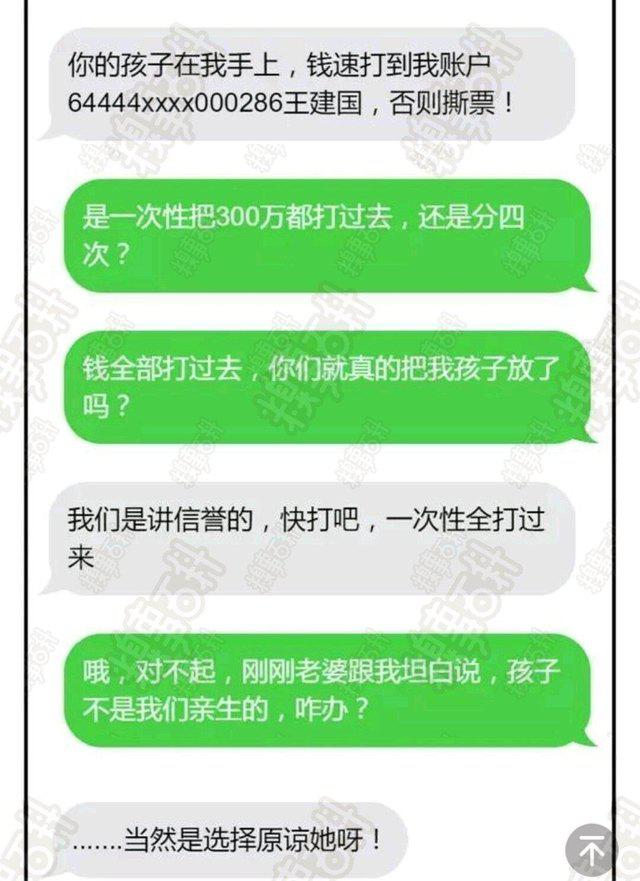 你的孩子在我手上，钱速打到我账户
64444xxxx000286王建国，否则撕票！
是一次性把300万都打过去，还是分四
次？
钱全部打过去，你们就真的把我孩子放了
吗？
我们是讲信誉的，快打吧，一次性全打过
来
哦，对不起，刚刚老婆跟我坦白说，孩子
不是我们亲生的，咋办？
.......当然是选择原谅她呀！